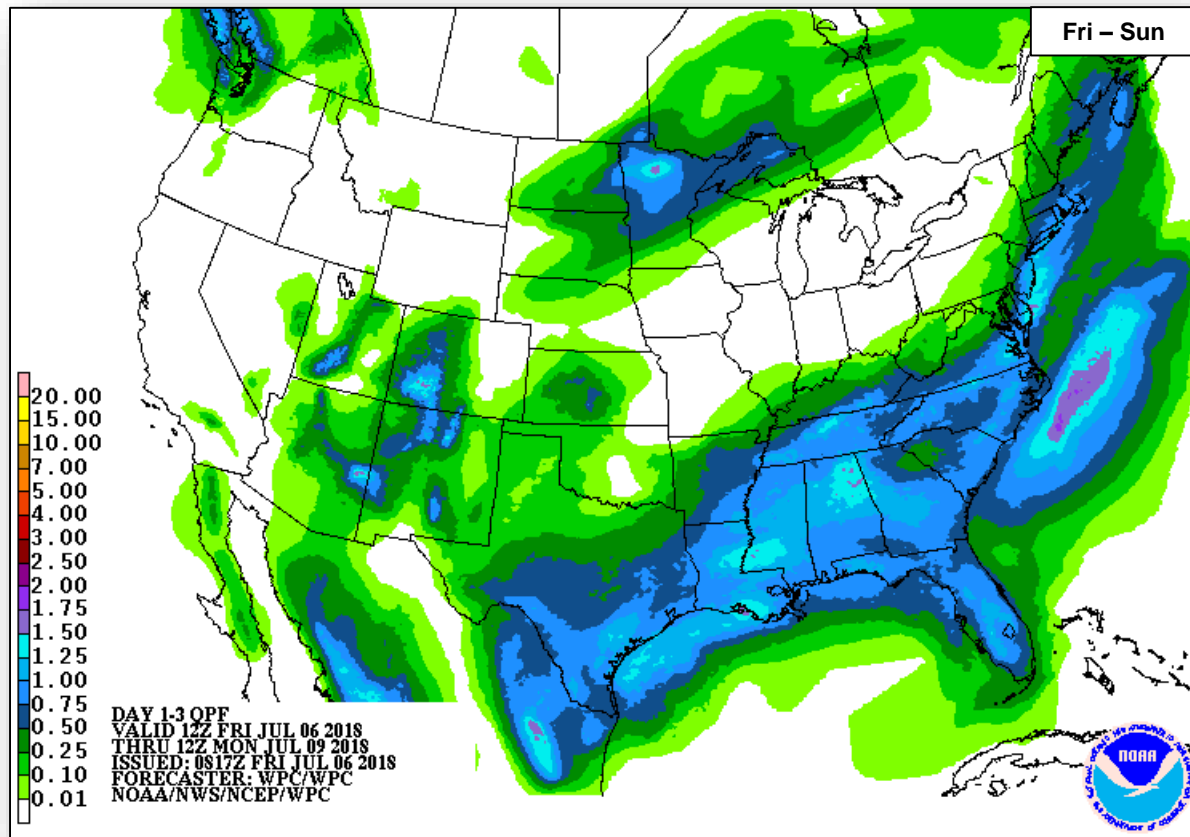 Fri – Sun
20.00
15.00
10.00
7.00
5.00
4.00
3.00
2.50
2.00
1.75
1.50
1.25
1.00
0.75
0.50
0.25
0.10
0.01
DAY 1-3 QPF
VALID 12Z FRI JUL 06 2018
THRU 12Z MON JUL 09 2018
ISSUED: 0817Z FRI JUL 06 2018
FORECASTER: WPC/WPC
NOAA/NWS/NCEP/WPC
NOAA